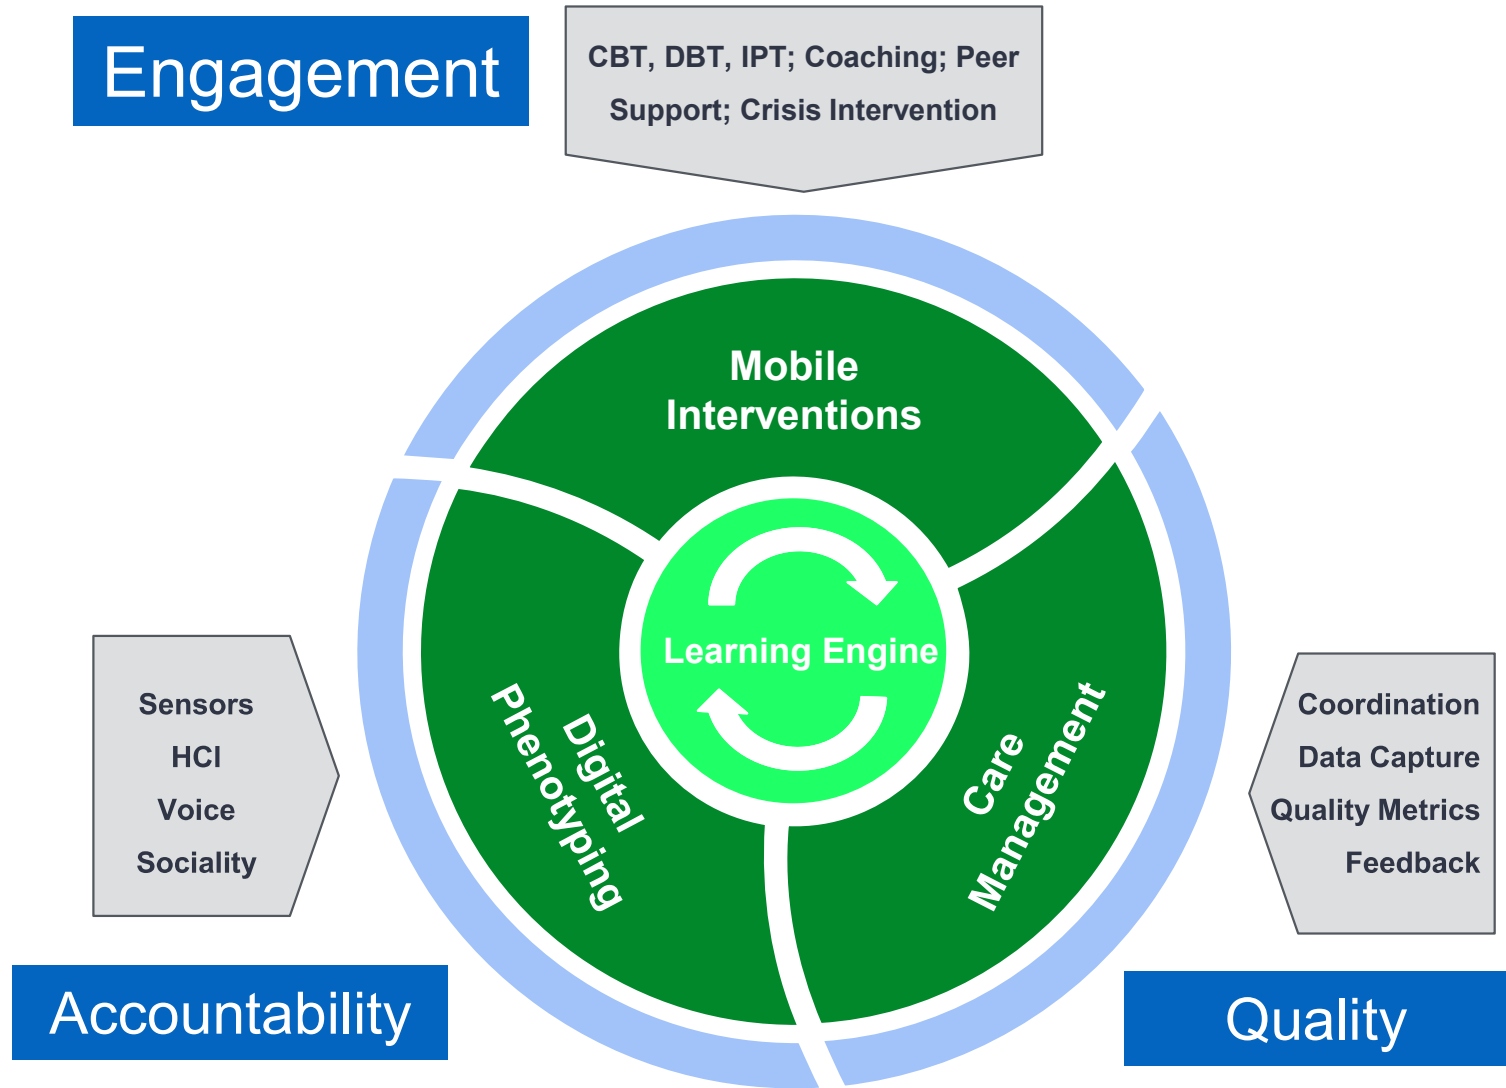 Engagement
CBT, DBT, IPT; Coaching; Peer
Support; Crisis Intervention
Mobile
Interventions
Learning Engine
Digital
Phenotyping
Care
Management
Sensors
HCI
Voice
Sociality
Coordination
Data Capture
Quality Metrics
Feedback
Accountability
Quality